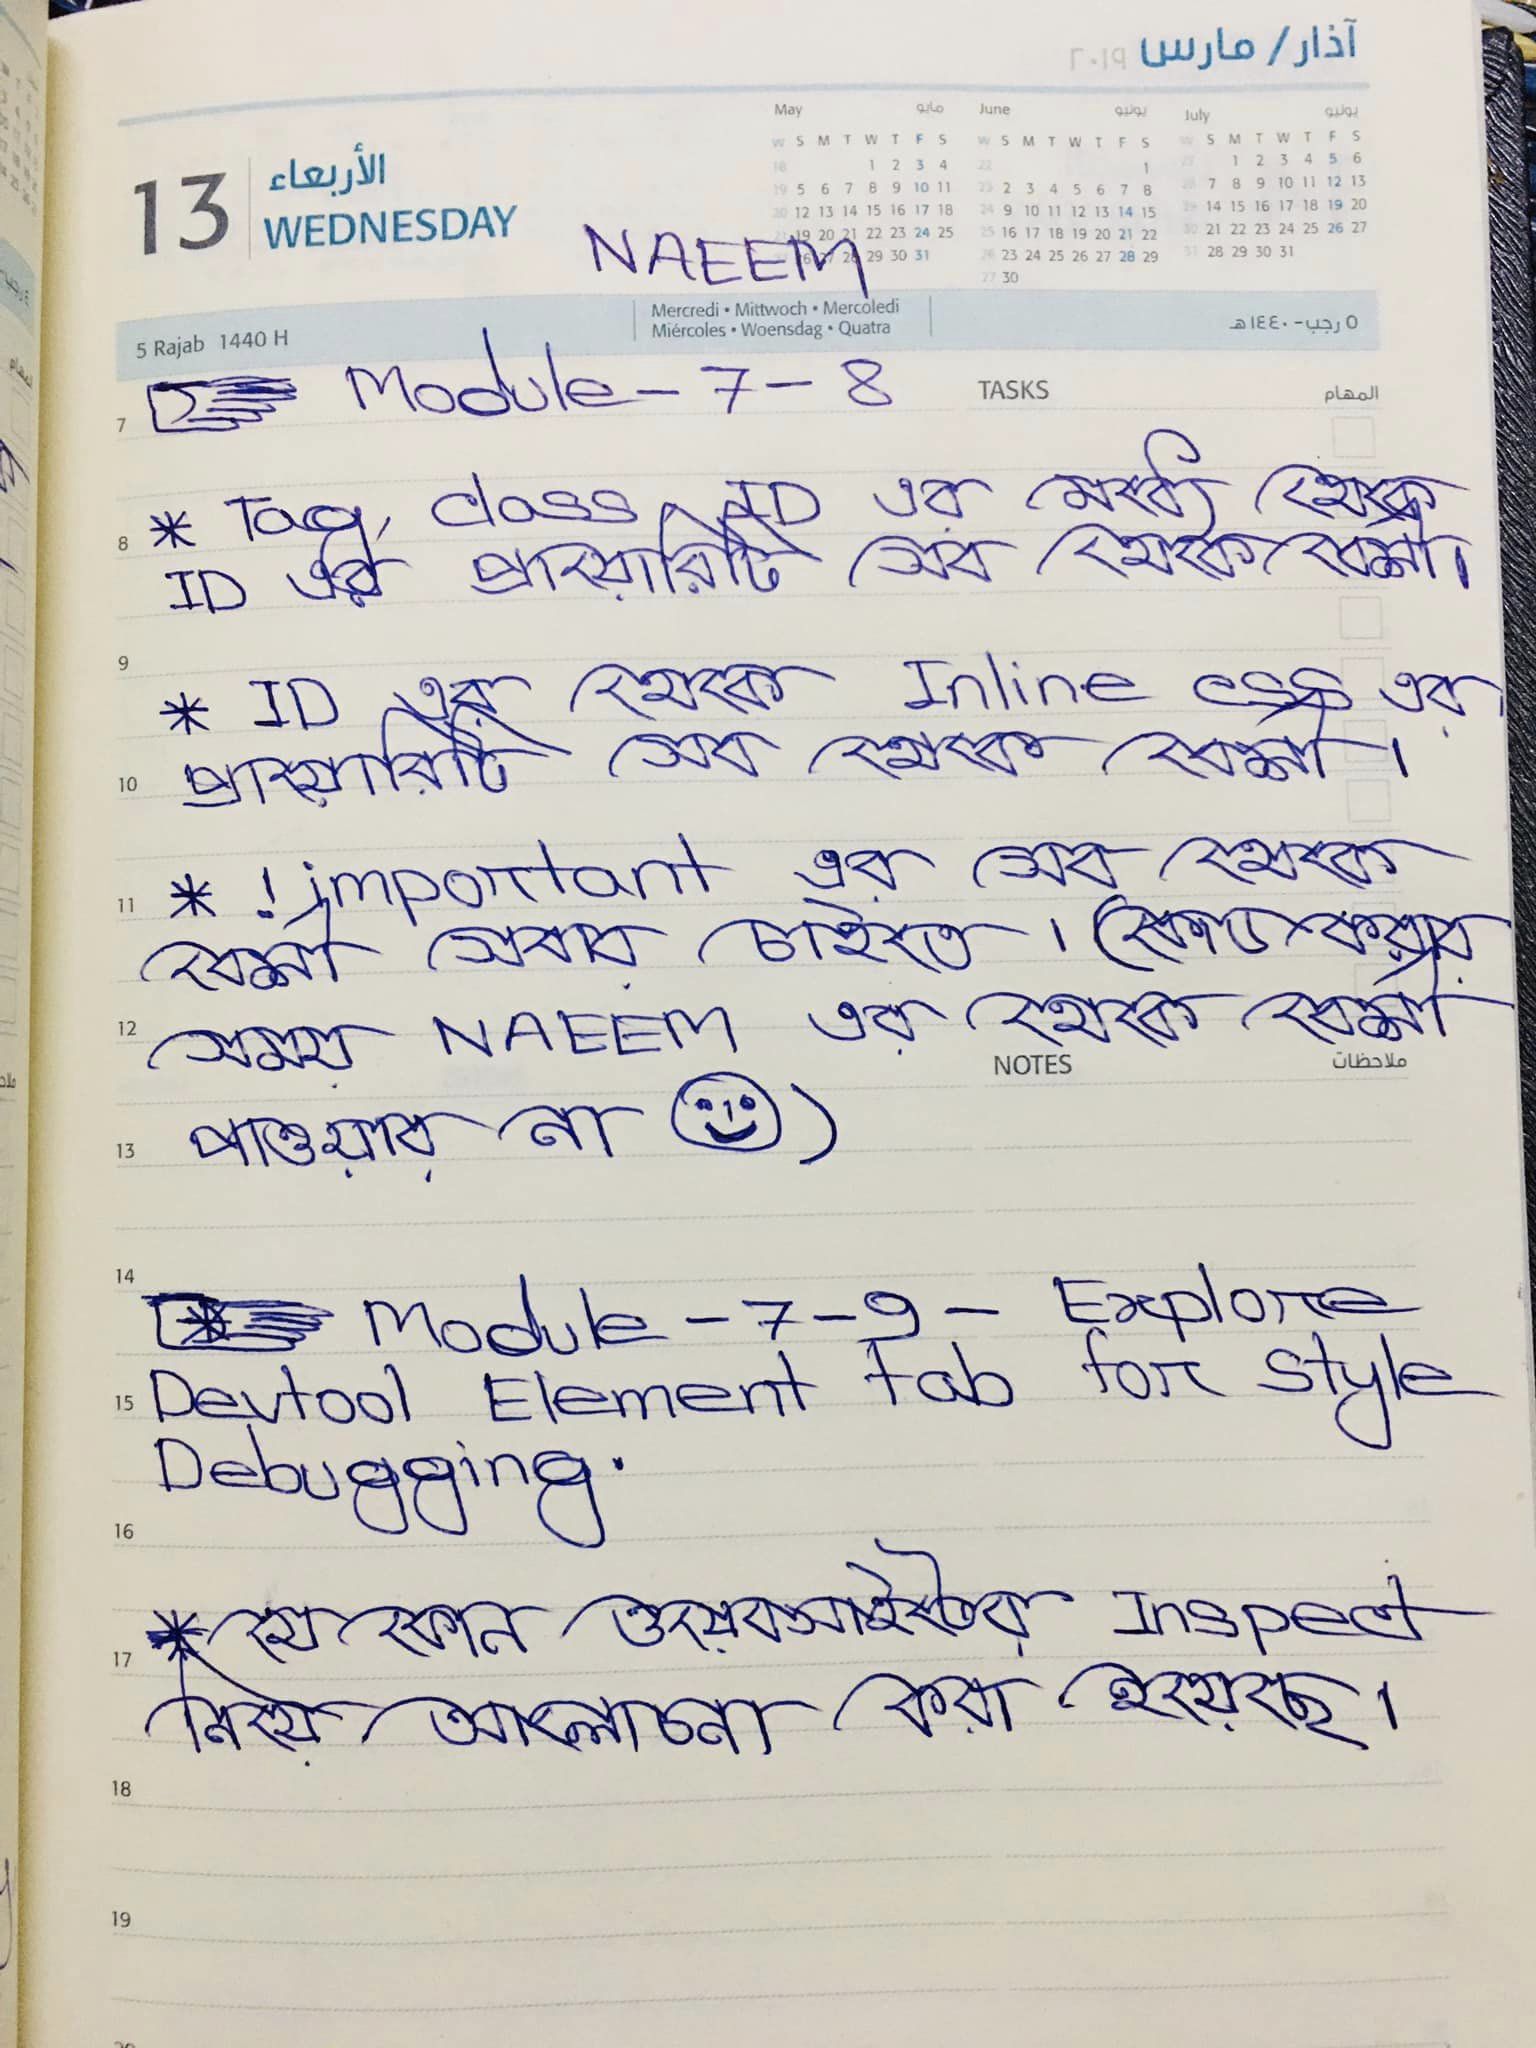 آذار/ مارس ٢٠١٩
May مايو June يونيو July يوليو
W S M T W T F S W S M T W T F S W S M T W T F S
18 1 2 3 4 22 1 27 1 2 3 4 5 6
19 5 6 7 8 9 10 11 23 2 3 4 5 6 7 8 28 7 8 9 10 11 12 13
20 12 13 14 15 16 17 18 24 9 10 11 12 13 14 15 29 14 15 16 17 18 19 20
21 19 20 21 22 23 24 25 25 16 17 18 19 20 21 22 30 21 22 23 24 25 26 27
26 27 28 29 30 31 26 23 24 25 26 27 28 29 31 28 29 30 31
27 30
13 الأربعاء
WEDNESDAY
NAEEM
Mercredi • Mittwoch • Mercoledi
Miércoles • Woensdag • Quatra
5 Rajab 1440 H
٥ رجب-١٤٤٠هـ
Module-7-8
TASKS المهام
7
* Tag, class, ID এর মধ্যে থেকে
8
ID এর প্রায়োরিটি সব থেকে বেশী।
9
* ID এর থেকে Inline css এর
প্রায়োরিটি সব থেকে বেশী।
10
* !important এর সব থেকে
11
বেশী সবার চাইতে। (কোড করার
12
সময় NAEEM এর থেকে বেশী
NOTES ملاحظات
পাওয়ার না )
13
14
Module-7-9- Explore
15
Devtool Element tab for Style
Debugging.
16
* যে কোন ওয়েবসাইটের Inspect
17
নিয়ে আলোচনা করা হয়েছে।
18
19